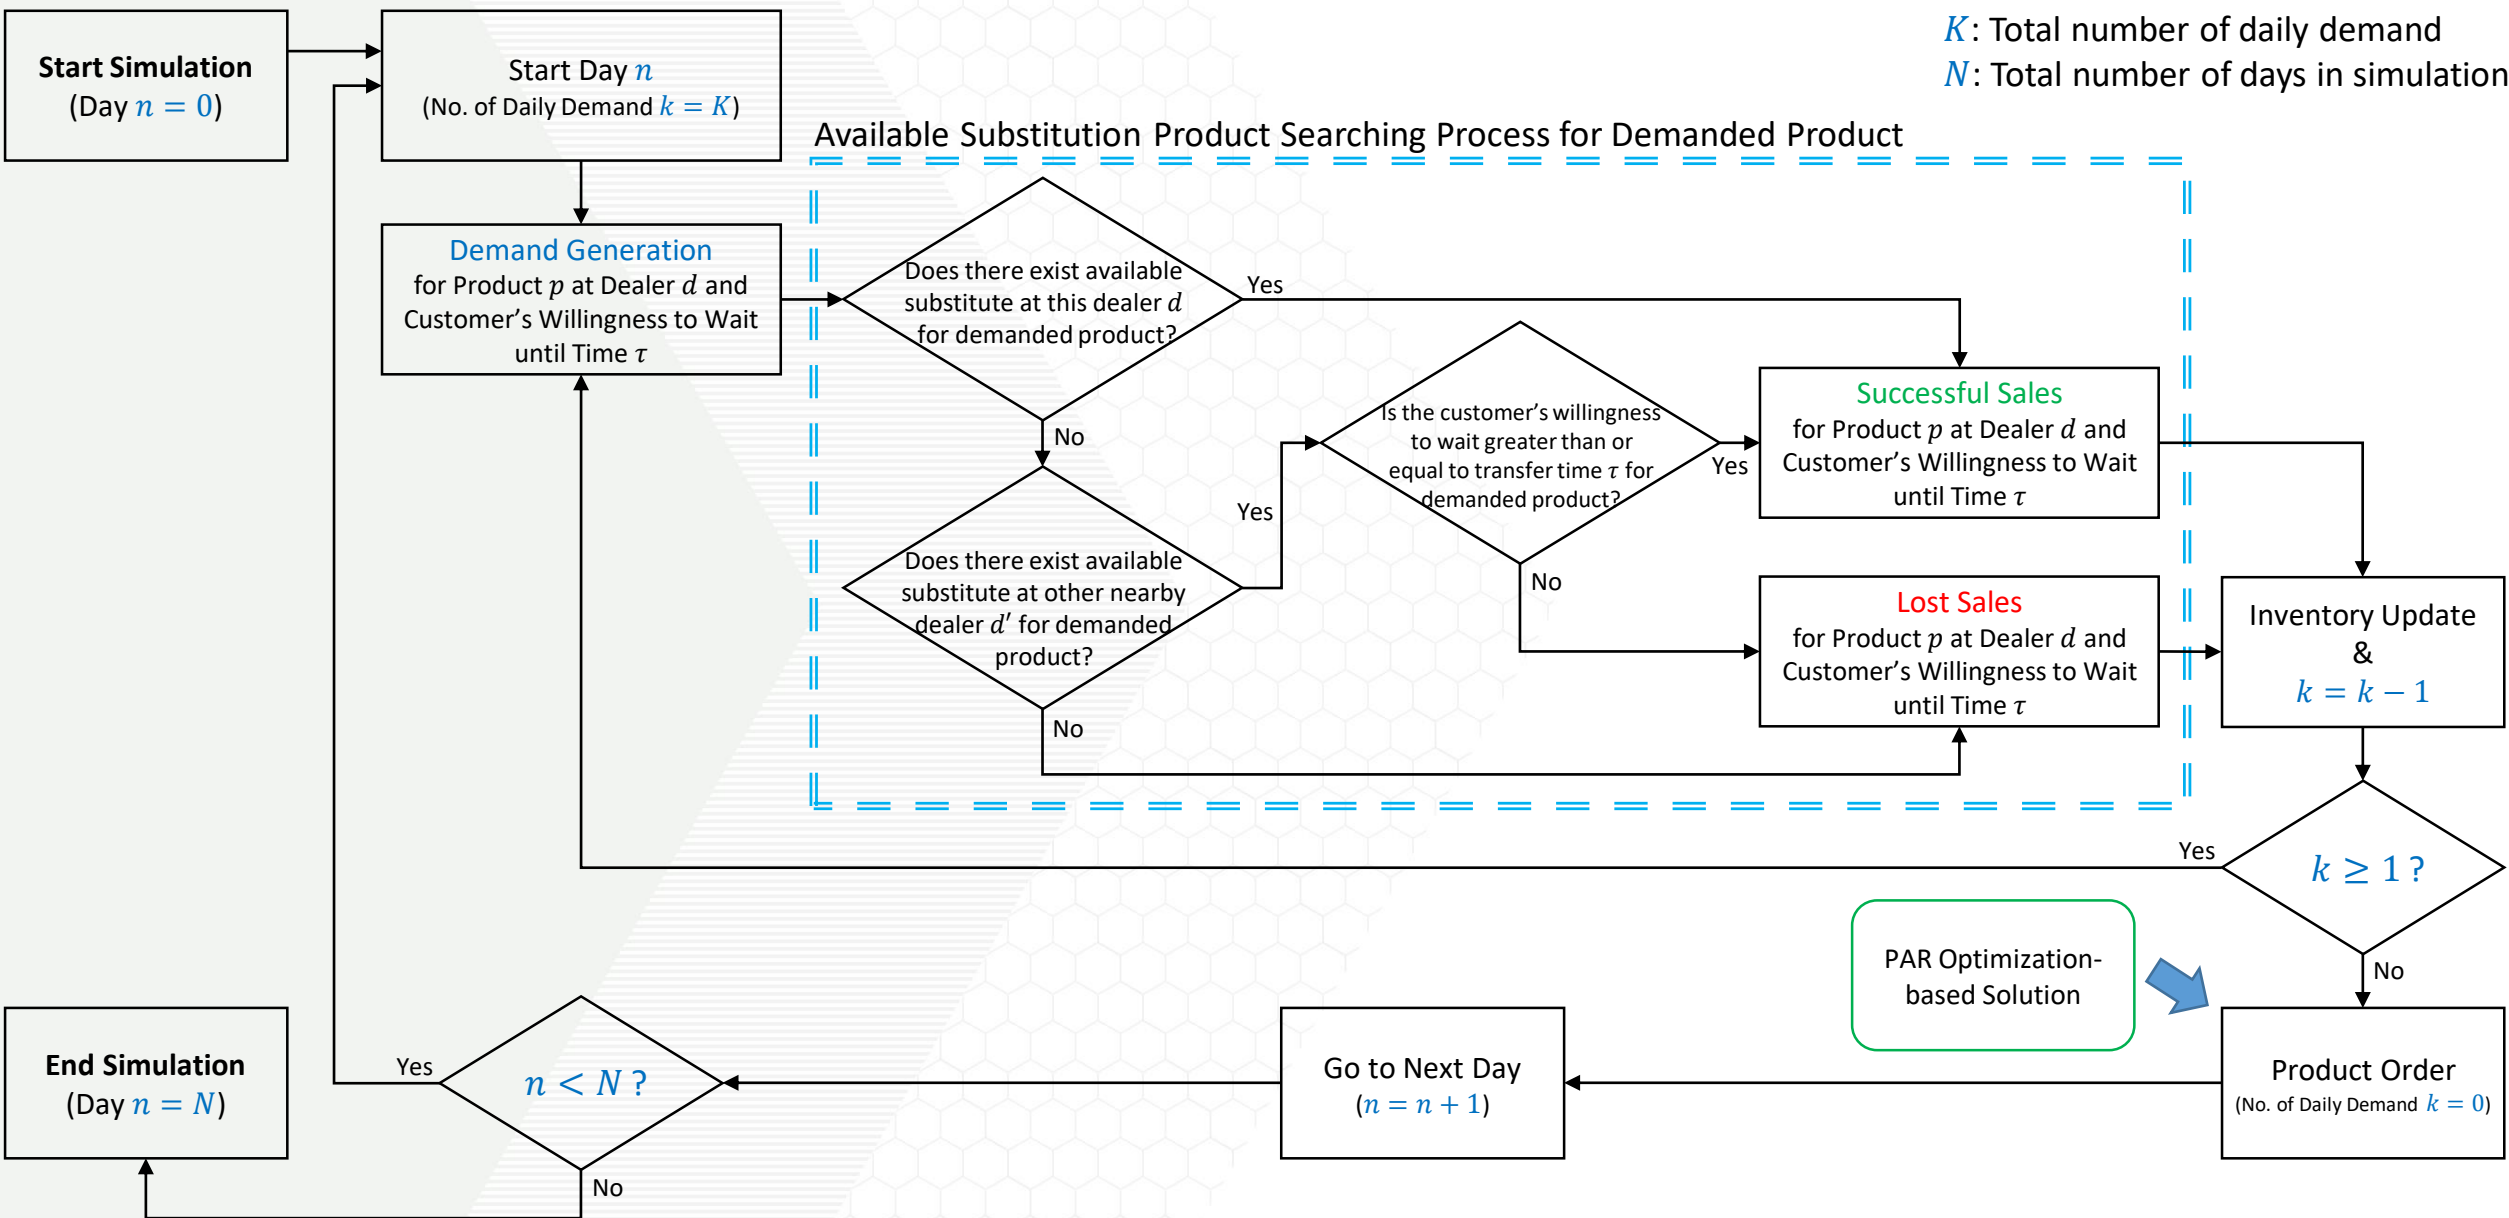 K: Total number of daily demand
N: Total number of days in simulation
Start Simulation
(Day n = 0)
Start Day n
(No. of Daily Demand k = K)
Available Substitution Product Searching Process for Demanded Product
Demand Generation
for Product p at Dealer d and
Customer's Willingness to Wait
until Time τ
Does there exist available
substitute at this dealer d
for demanded product?
Yes
No
Is the customer's willingness
to wait greater than or
equal to transfer time τ for
demanded product?
Yes
No
Successful Sales
for Product p at Dealer d and
Customer's Willingness to Wait
until Time τ
Does there exist available
substitute at other nearby
dealer d′ for demanded
product?
Yes
No
Lost Sales
for Product p at Dealer d and
Customer's Willingness to Wait
until Time τ
Inventory Update
&
k = k − 1
k ≥ 1 ?
Yes
No
PAR Optimization-
based Solution
Product Order
(No. of Daily Demand k = 0)
Go to Next Day
(n = n + 1)
n < N ?
Yes
No
End Simulation
(Day n = N)